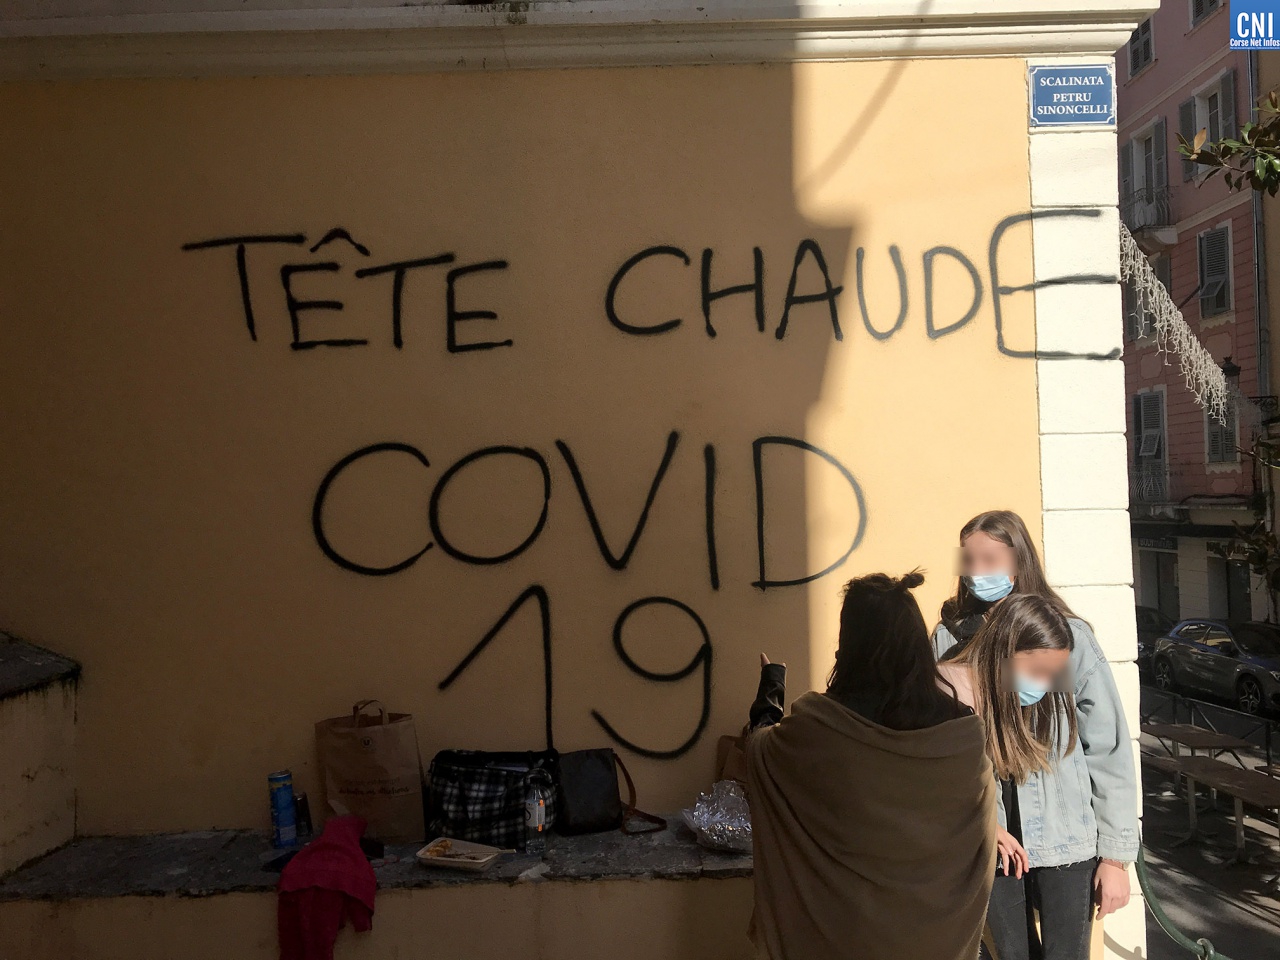 CNI
Corse Net Infos
SCALINATA
PETRU
SINONCELLI
TÊTE CHAUDE
COVID
19